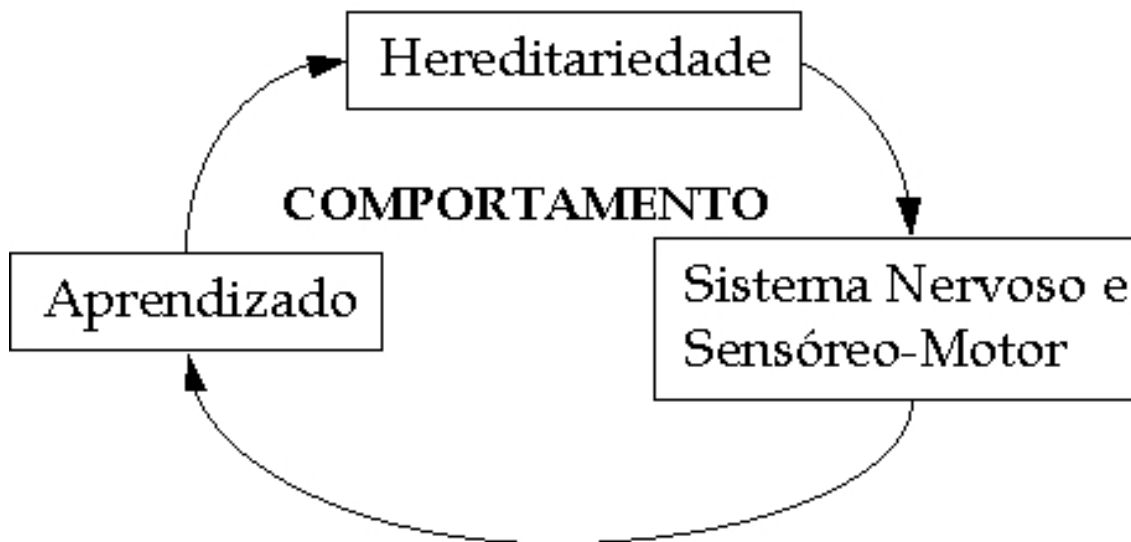 Hereditariedade
COMPORTAMENTO
Aprendizado
Sistema Nervoso e
Sensóreo-Motor